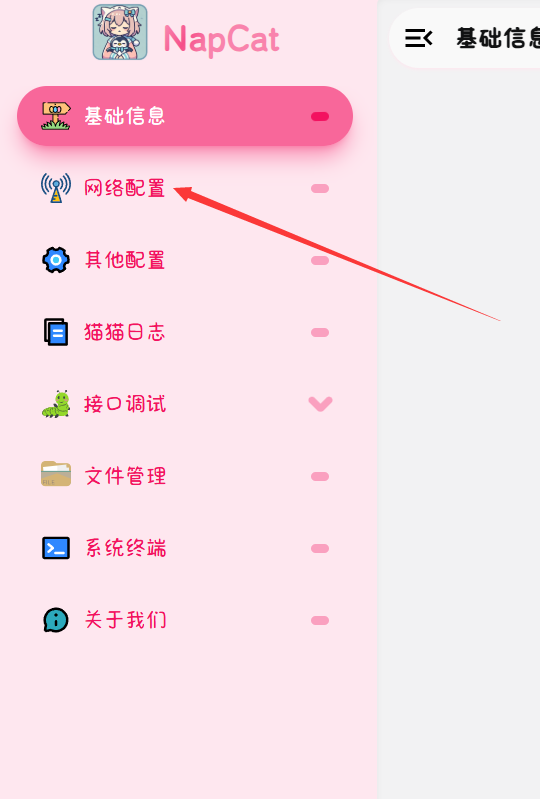 NapCat
基础信息
基础信息
网络配置
其他配置
猫猫日志
接口调试
文件管理
系统终端
关于我们